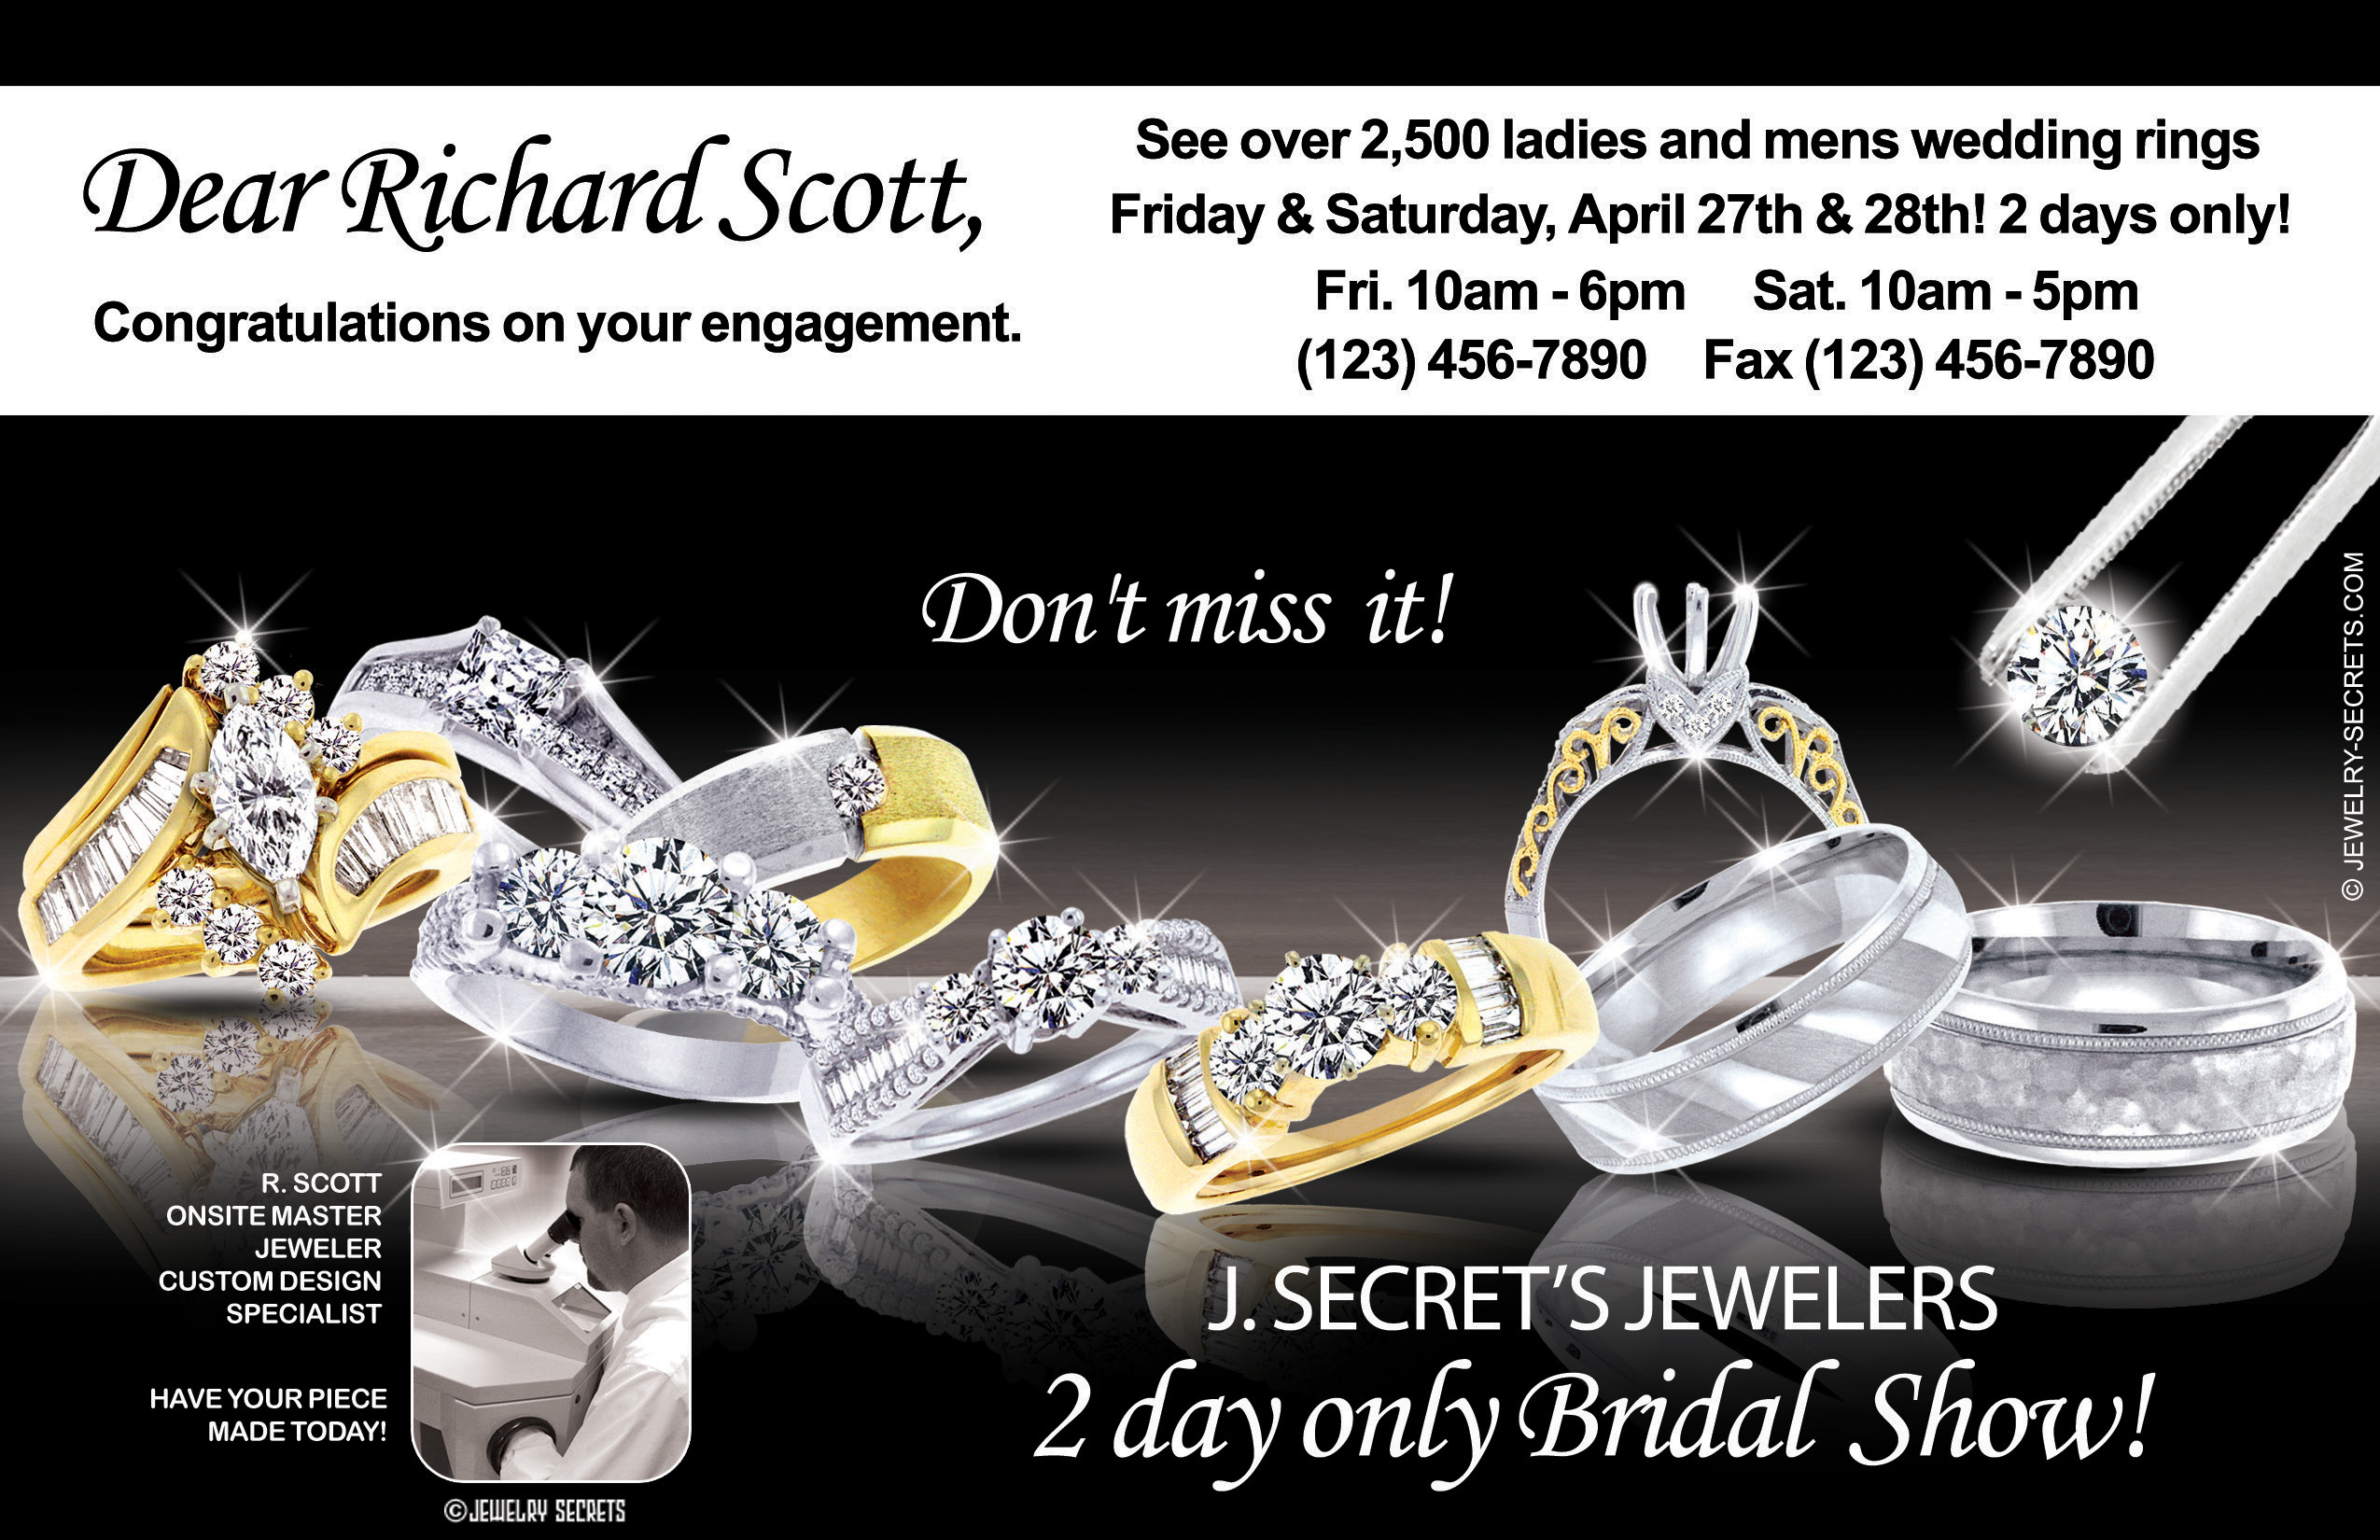 Dear Richard Scott,
Congratulations on your engagement.
See over 2,500 ladies and mens wedding rings
Friday & Saturday, April 27th & 28th! 2 days only!
Fri. 10am - 6pm Sat. 10am - 5pm
(123) 456-7890 Fax (123) 456-7890
Don't miss it!
© JEWELRY-SECRETS.COM
R. SCOTT
ONSITE MASTER
JEWELER
CUSTOM DESIGN
SPECIALIST
HAVE YOUR PIECE
MADE TODAY!
© JEWELRY SECRETS
J. SECRET’S JEWELERS
2 day only Bridal Show!